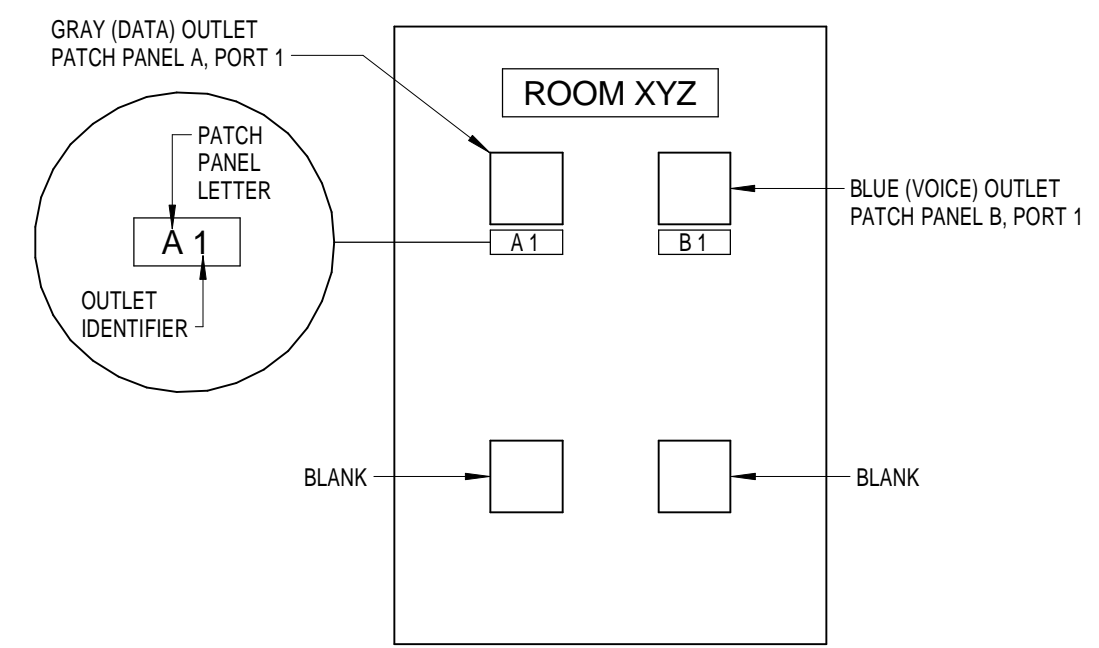 GRAY (DATA) OUTLET
PATCH PANEL A, PORT 1
ROOM XYZ
PATCH
PANEL
LETTER
A 1
OUTLET
IDENTIFIER
A 1
B 1
BLUE (VOICE) OUTLET
PATCH PANEL B, PORT 1
BLANK
BLANK